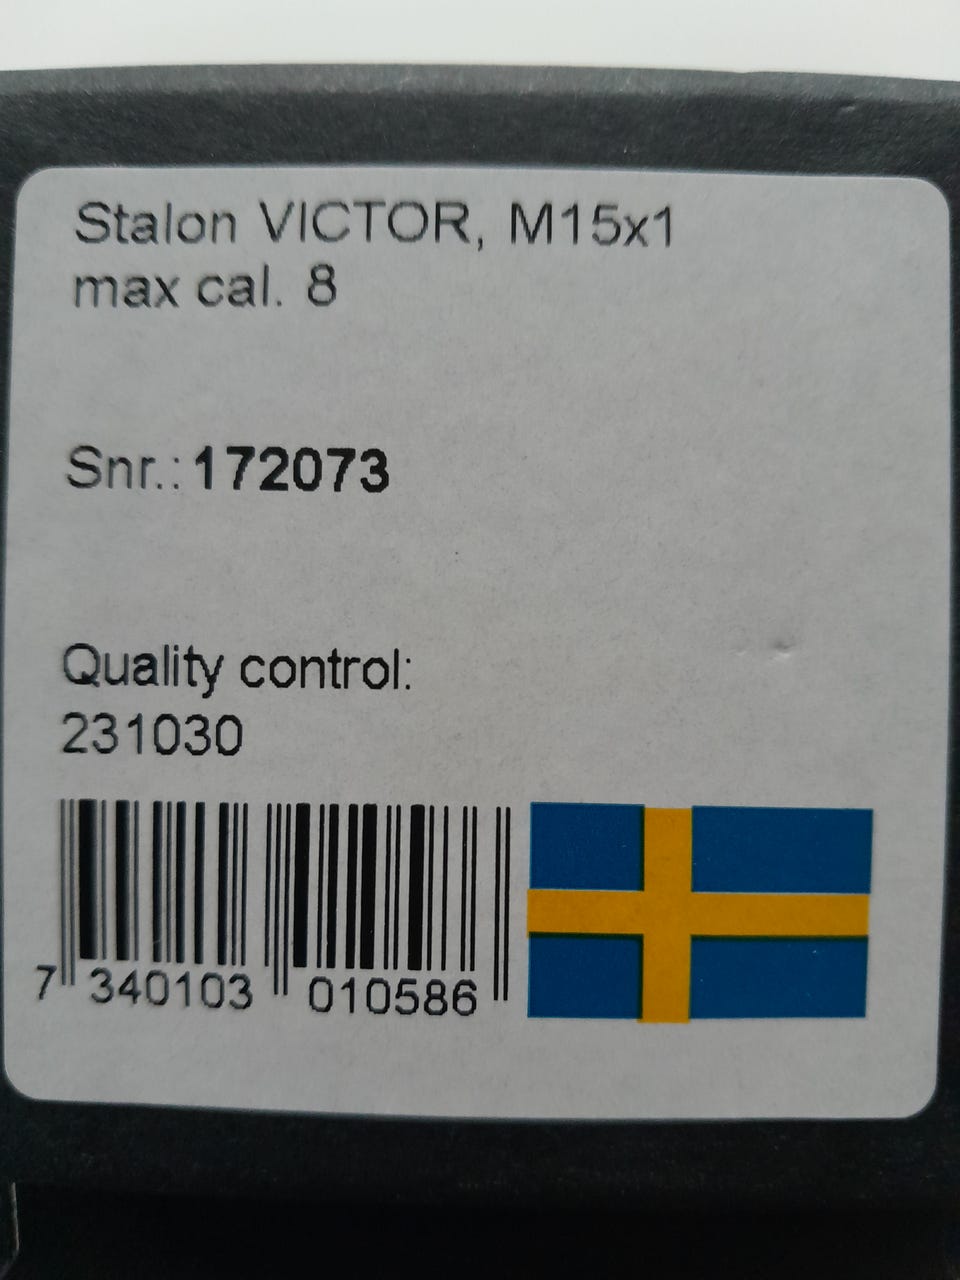 Stalon VICTOR, M15x1
max cal. 8
Snr.: 172073
Quality control:
231030
7 340103 010586